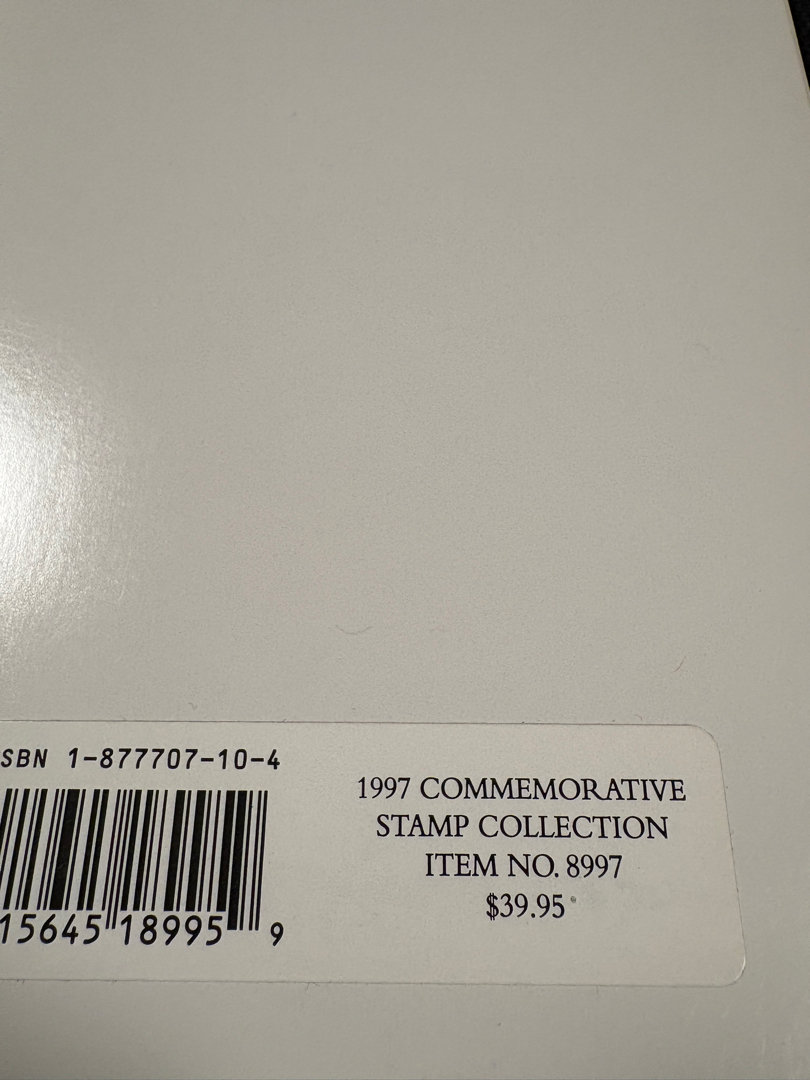 SBN 1-877707-10-4
15645 18995 9
1997 COMMEMORATIVE
STAMP COLLECTION
ITEM NO. 8997
$39.95